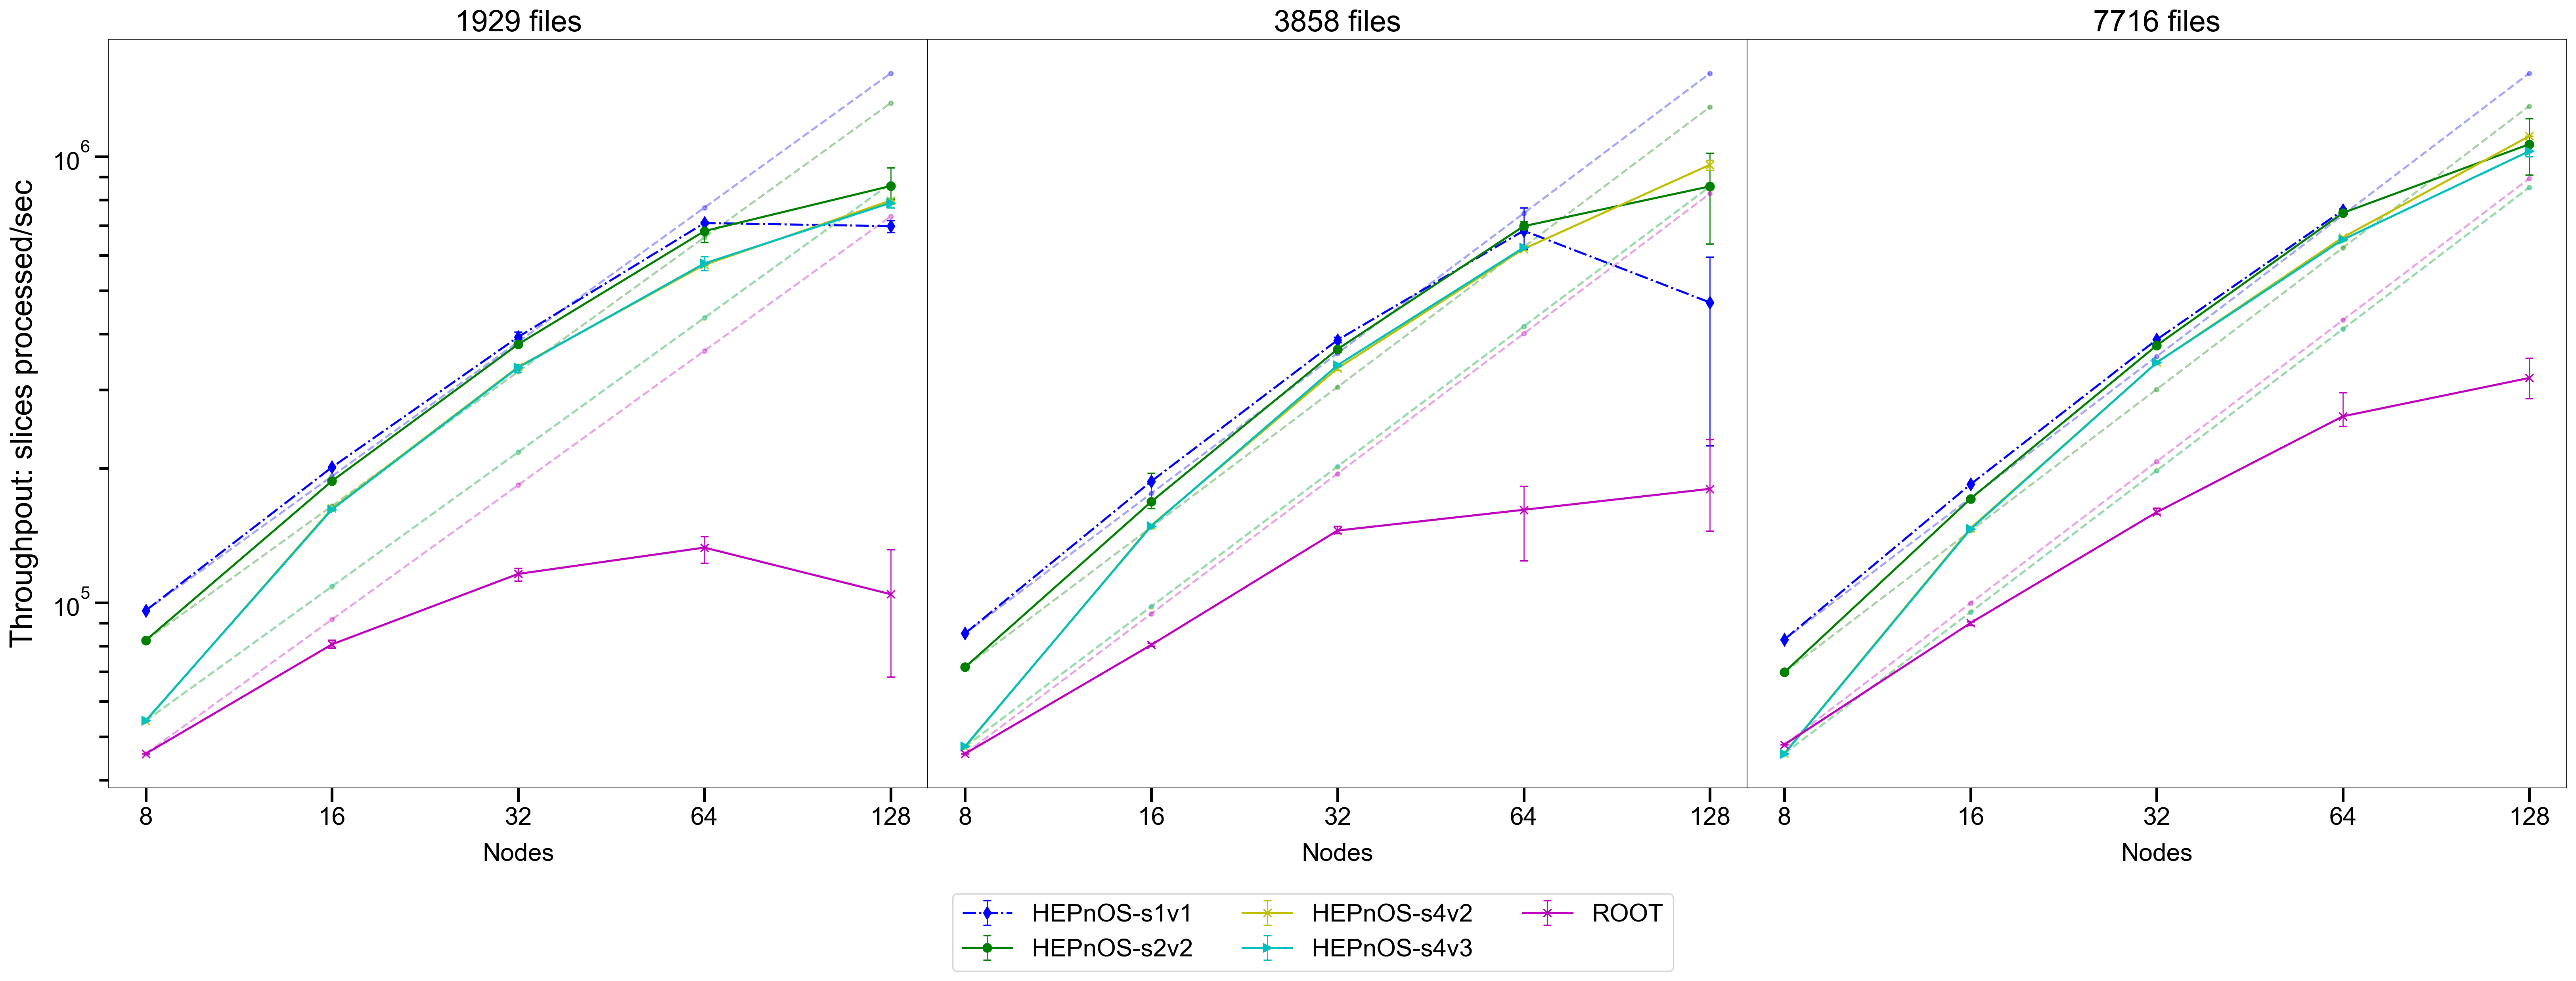 1929 files
3858 files
7716 files
Throughput: slices processed/sec
10^6
10^5
8 16 32 64 128
8 16 32 64 128
8 16 32 64 128
Nodes
Nodes
Nodes
HEPnOS-s1v1
HEPnOS-s2v2
HEPnOS-s4v2
HEPnOS-s4v3
ROOT